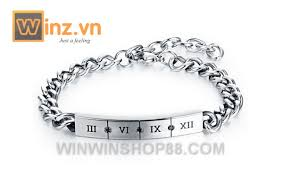 Winz.vn
Just a feeling
III VI IX XII
WINWINSHOP88.COM